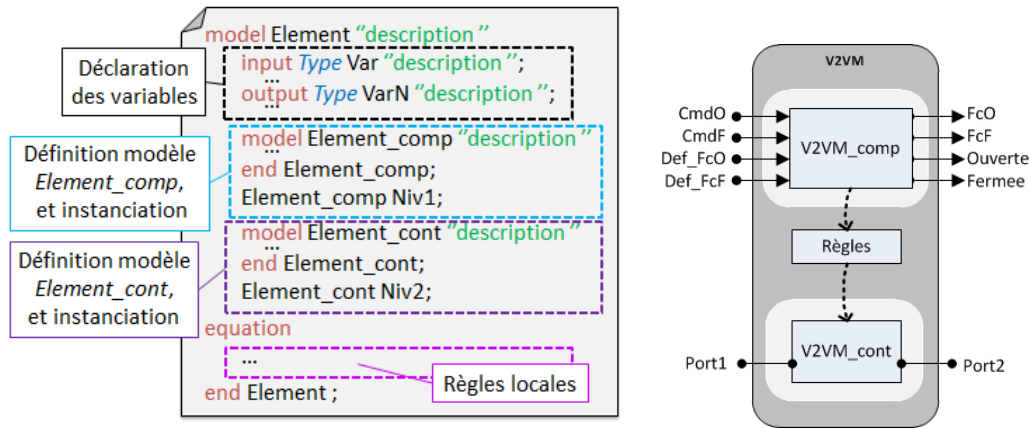 model Element “description”
Déclaration
des variables
input Type Var “description”;
...
output Type VarN “description”;
...
Définition modèle
Element_comp,
et instanciation
model Element_comp “description”
...
end Element_comp;
Element_comp Niv1;
Définition modèle
Element_cont,
et instanciation
model Element_cont “description”
...
end Element_cont;
Element_cont Niv2;
equation
...
Règles locales
end Element ;
V2VM
CmdO
CmdF
Def_FcO
Def_FcF
V2VM_comp
FcO
FcF
Ouverte
Fermee
Règles
Port1
V2VM_cont
Port2